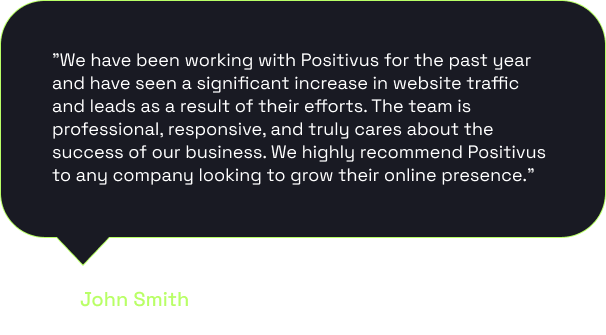 ”We have been working with Positivus for the past year
and have seen a significant increase in website traffic
and leads as a result of their efforts. The team is
professional, responsive, and truly cares about the
success of our business. We highly recommend Positivus
to any company looking to grow their online presence.”
John Smith